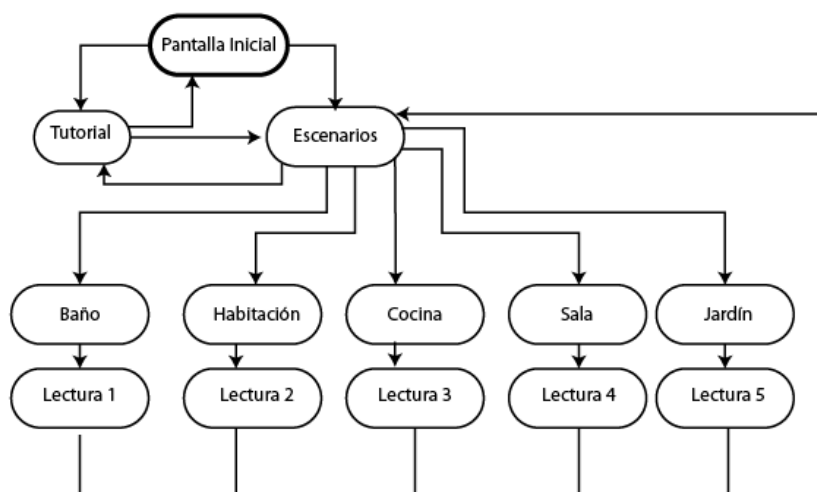 Pantalla Inicial
Tutorial
Escenarios
Baño
Habitación
Cocina
Sala
Jardín
Lectura 1
Lectura 2
Lectura 3
Lectura 4
Lectura 5